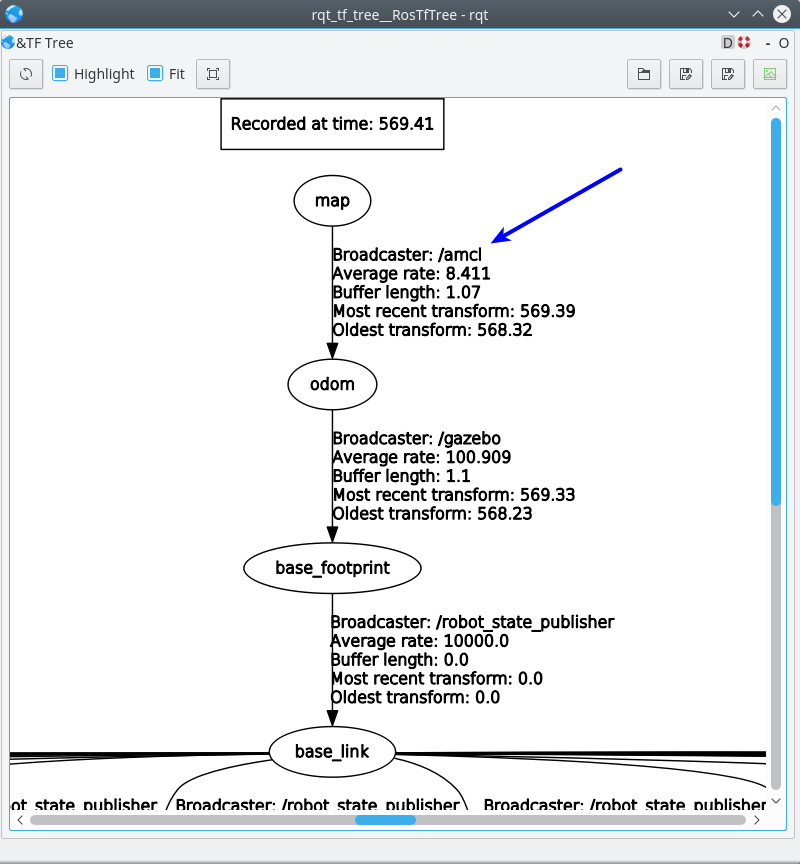 rqt_tf_tree__RosTfTree - rqt
&TF Tree
D
- O
Highlight
Fit
Recorded at time: 569.41
map
Broadcaster: /amcl
Average rate: 8.411
Buffer length: 1.07
Most recent transform: 569.39
Oldest transform: 568.32
odom
Broadcaster: /gazebo
Average rate: 100.909
Buffer length: 1.1
Most recent transform: 569.33
Oldest transform: 568.23
base_footprint
Broadcaster: /robot_state_publisher
Average rate: 10000.0
Buffer length: 0.0
Most recent transform: 0.0
Oldest transform: 0.0
base_link
ot_state_publisher Broadcaster: /robot_state_publisher Broadcaster: /robot_state_publisher